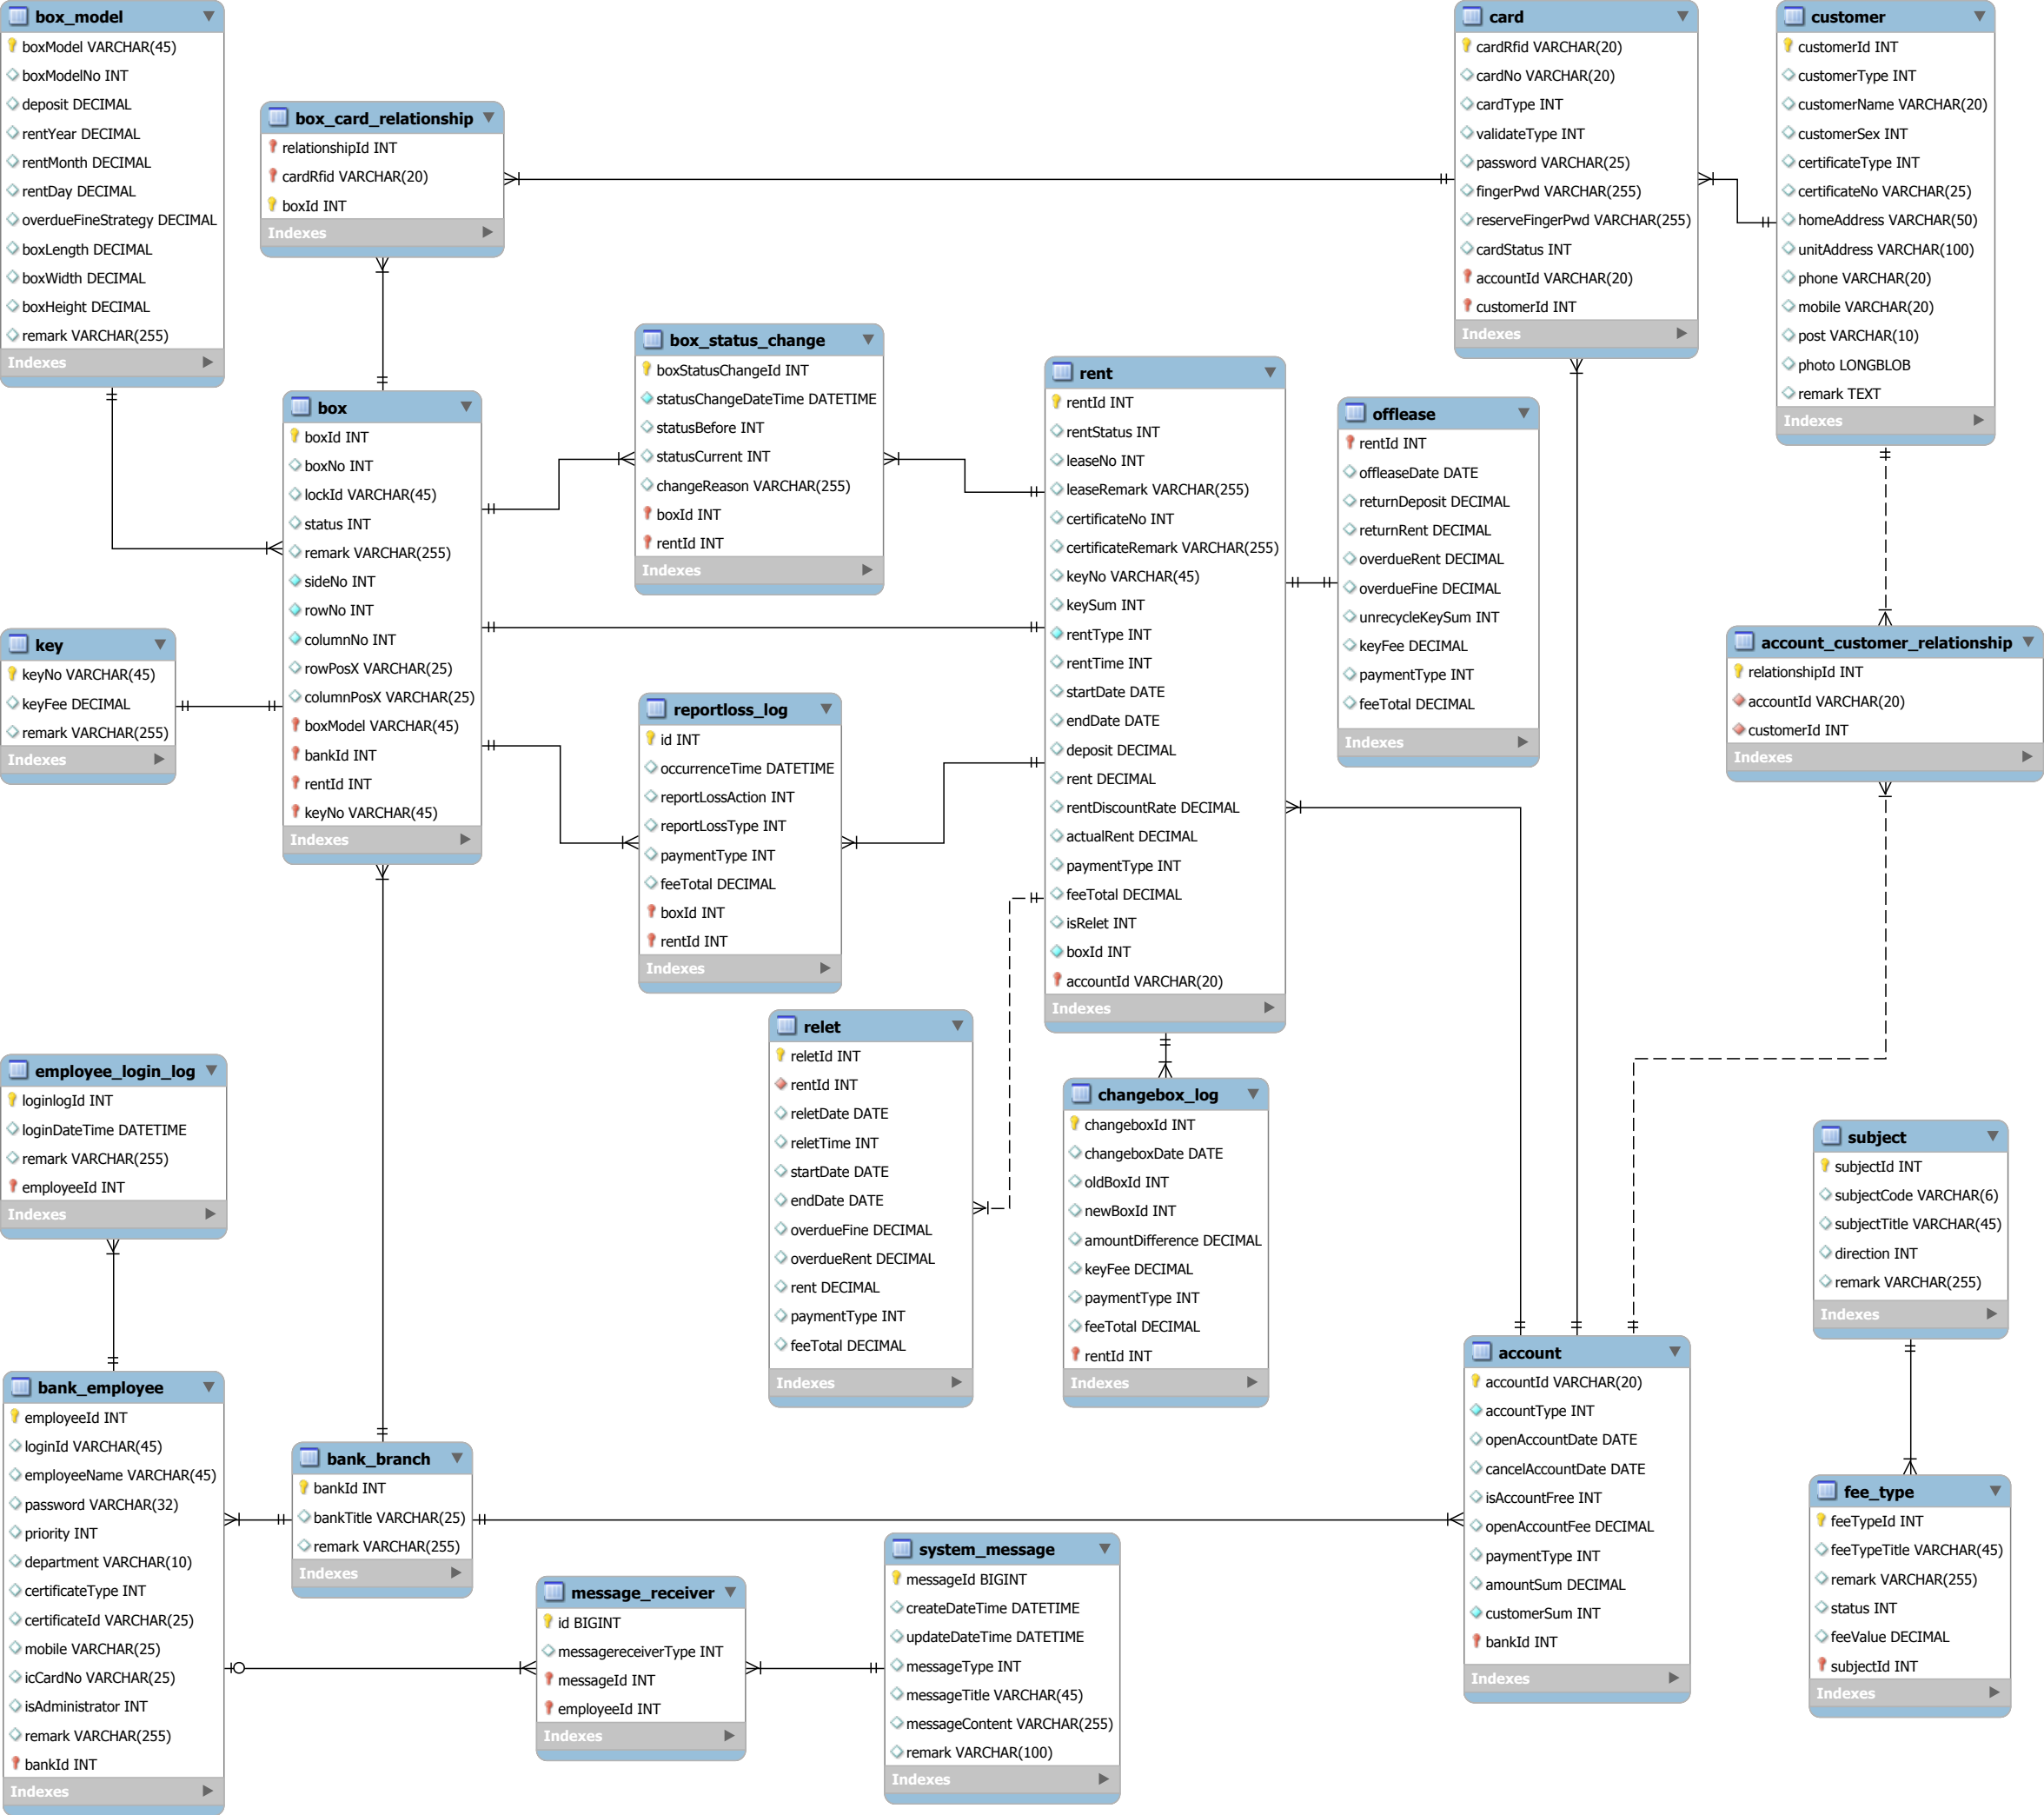 box_model
boxModel VARCHAR(45)
boxModelNo INT
deposit DECIMAL
rentYear DECIMAL
rentMonth DECIMAL
rentDay DECIMAL
overdueFineStrategy DECIMAL
boxLength DECIMAL
boxWidth DECIMAL
boxHeight DECIMAL
remark VARCHAR(255)
Indexes
box_card_relationship
relationshipId INT
cardRfid VARCHAR(20)
boxId INT
Indexes
card
cardRfid VARCHAR(20)
cardNo VARCHAR(20)
cardType INT
validateType INT
password VARCHAR(25)
fingerPwd VARCHAR(255)
reserveFingerPwd VARCHAR(255)
cardStatus INT
accountId VARCHAR(20)
customerId INT
Indexes
customer
customerId INT
customerType INT
customerName VARCHAR(20)
customerSex INT
certificateType INT
certificateNo VARCHAR(25)
homeAddress VARCHAR(50)
unitAddress VARCHAR(100)
phone VARCHAR(20)
mobile VARCHAR(20)
post VARCHAR(10)
photo LONGBLOB
remark TEXT
Indexes
box_status_change
boxStatusChangeId INT
statusChangeDateTime DATETIME
statusBefore INT
statusCurrent INT
changeReason VARCHAR(255)
boxId INT
rentId INT
Indexes
rent
rentId INT
rentStatus INT
leaseNo INT
leaseRemark VARCHAR(255)
certificateNo INT
certificateRemark VARCHAR(255)
keyNo VARCHAR(45)
keySum INT
rentType INT
rentTime INT
startDate DATE
endDate DATE
deposit DECIMAL
rent DECIMAL
rentDiscountRate DECIMAL
actualRent DECIMAL
paymentType INT
feeTotal DECIMAL
isRelet INT
boxId INT
accountId VARCHAR(20)
Indexes
offlease
rentId INT
offleaseDate DATE
returnDeposit DECIMAL
returnRent DECIMAL
overdueRent DECIMAL
overdueFine DECIMAL
unrecycleKeySum INT
keyFee DECIMAL
paymentType INT
feeTotal DECIMAL
Indexes
box
boxId INT
boxNo INT
lockId VARCHAR(45)
status INT
remark VARCHAR(255)
sideNo INT
rowNo INT
columnNo INT
rowPosX VARCHAR(25)
columnPosX VARCHAR(25)
boxModel VARCHAR(45)
bankId INT
rentId INT
keyNo VARCHAR(45)
Indexes
key
keyNo VARCHAR(45)
keyFee DECIMAL
remark VARCHAR(255)
Indexes
account_customer_relationship
relationshipId INT
accountId VARCHAR(20)
customerId INT
Indexes
reportloss_log
id INT
occurrenceTime DATETIME
reportLossAction INT
reportLossType INT
paymentType INT
feeTotal DECIMAL
boxId INT
rentId INT
Indexes
relet
reletId INT
rentId INT
reletDate DATE
reletTime INT
startDate DATE
endDate DATE
overdueFine DECIMAL
overdueRent DECIMAL
rent DECIMAL
paymentType INT
feeTotal DECIMAL
Indexes
changebox_log
changeboxId INT
changeboxDate DATE
oldBoxId INT
newBoxId INT
amountDifference DECIMAL
keyFee DECIMAL
paymentType INT
feeTotal DECIMAL
rentId INT
Indexes
employee_login_log
loginlogId INT
loginDateTime DATETIME
remark VARCHAR(255)
employeeId INT
Indexes
subject
subjectId INT
subjectCode VARCHAR(6)
subjectTitle VARCHAR(45)
direction INT
remark VARCHAR(255)
Indexes
bank_employee
employeeId INT
loginId VARCHAR(45)
employeeName VARCHAR(45)
password VARCHAR(32)
priority INT
department VARCHAR(10)
certificateType INT
certificateId VARCHAR(25)
mobile VARCHAR(25)
icCardNo VARCHAR(25)
isAdministrator INT
remark VARCHAR(255)
bankId INT
Indexes
bank_branch
bankId INT
bankTitle VARCHAR(25)
remark VARCHAR(255)
Indexes
account
accountId VARCHAR(20)
accountType INT
openAccountDate DATE
cancelAccountDate DATE
isAccountFree INT
openAccountFee DECIMAL
paymentType INT
amountSum DECIMAL
customerSum INT
bankId INT
Indexes
fee_type
feeTypeId INT
feeTypeTitle VARCHAR(45)
remark VARCHAR(255)
status INT
feeValue DECIMAL
subjectId INT
Indexes
message_receiver
id BIGINT
messagereceiverType INT
messageId INT
employeeId INT
Indexes
system_message
messageId BIGINT
createDateTime DATETIME
updateDateTime DATETIME
messageType INT
messageTitle VARCHAR(45)
messageContent VARCHAR(255)
remark VARCHAR(100)
Indexes